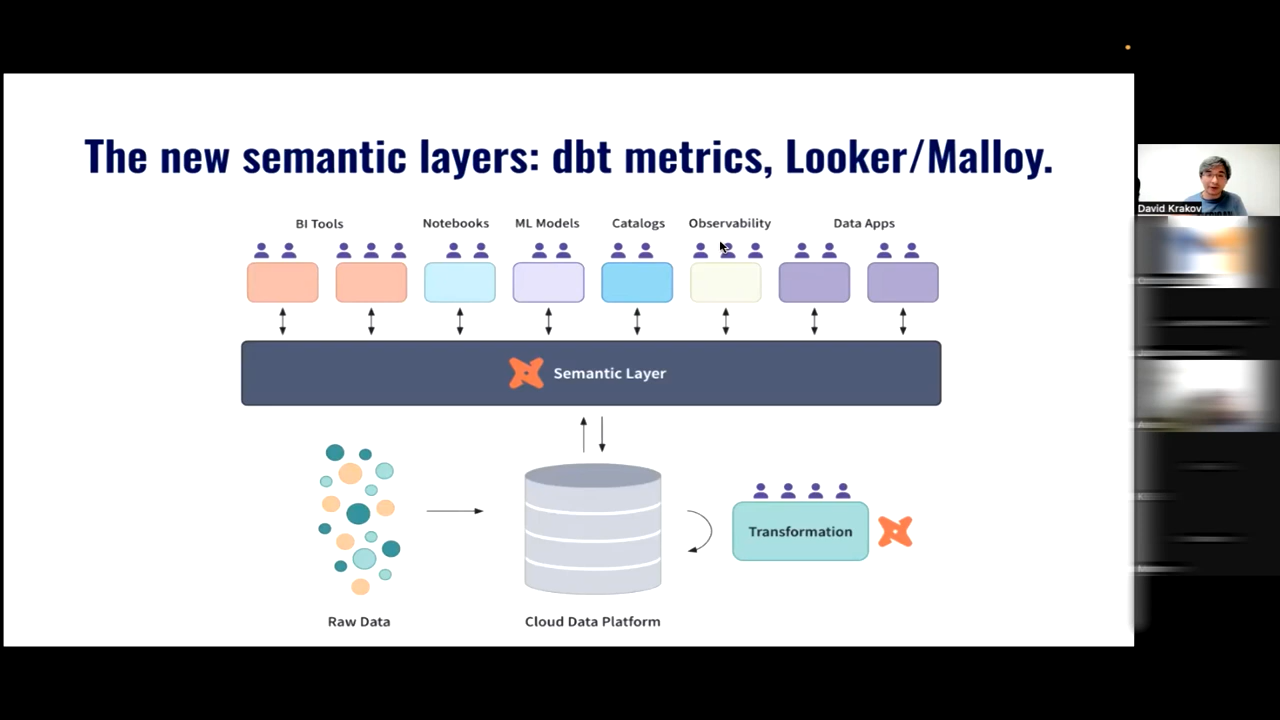 The new semantic layers: dbt metrics, Looker/Malloy.
BI Tools Notebooks ML Models Catalogs Observability Data Apps
David Krakov
Semantic Layer
Transformation
Raw Data Cloud Data Platform